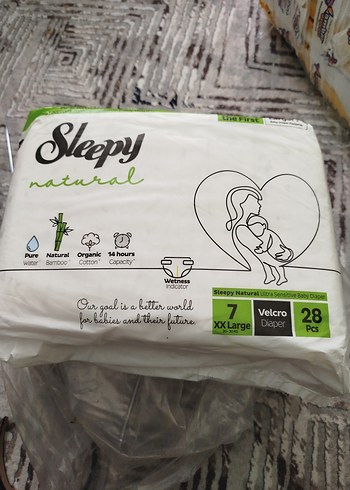 the First
Sleepy
natural
Pure
Water
Natural
Bamboo
Organic
Cotton
14 hours
Capacity
Wetness
Indicator
Our goal is a better world
for babies and their future.
Sleepy Natural Ultra Sensitive Baby Diaper
7
XX Large
Velcro
Diaper
28
Pcs